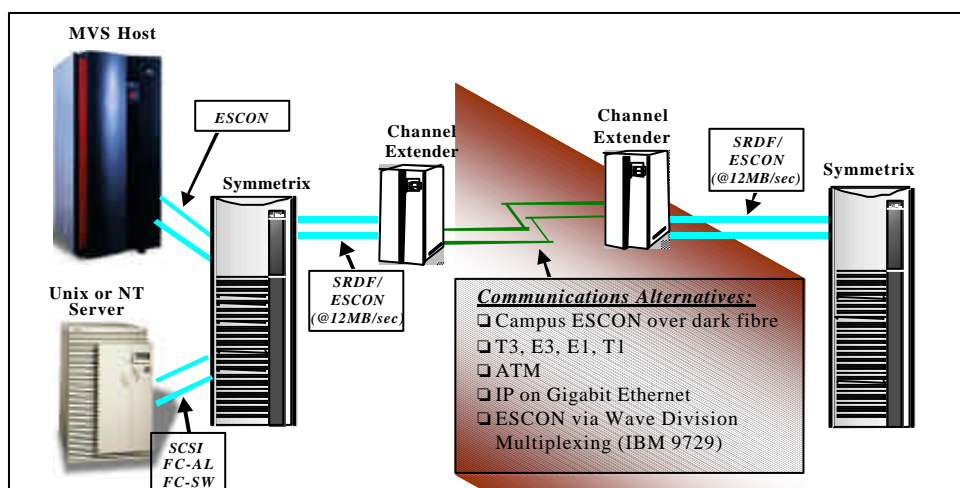 MVS Host
ESCON
Channel
Extender
Channel
Extender
SRDF/
ESCON
(@12MB/sec)
Symmetrix
Symmetrix
SRDF/
ESCON
(@12MB/sec)
Unix or NT
Server
SCSI
FC-AL
FC-SW
Communications Alternatives:
❑ Campus ESCON over dark fibre
❑ T3, E3, E1, T1
❑ ATM
❑ IP on Gigabit Ethernet
❑ ESCON via Wave Division
Multiplexing (IBM 9729)